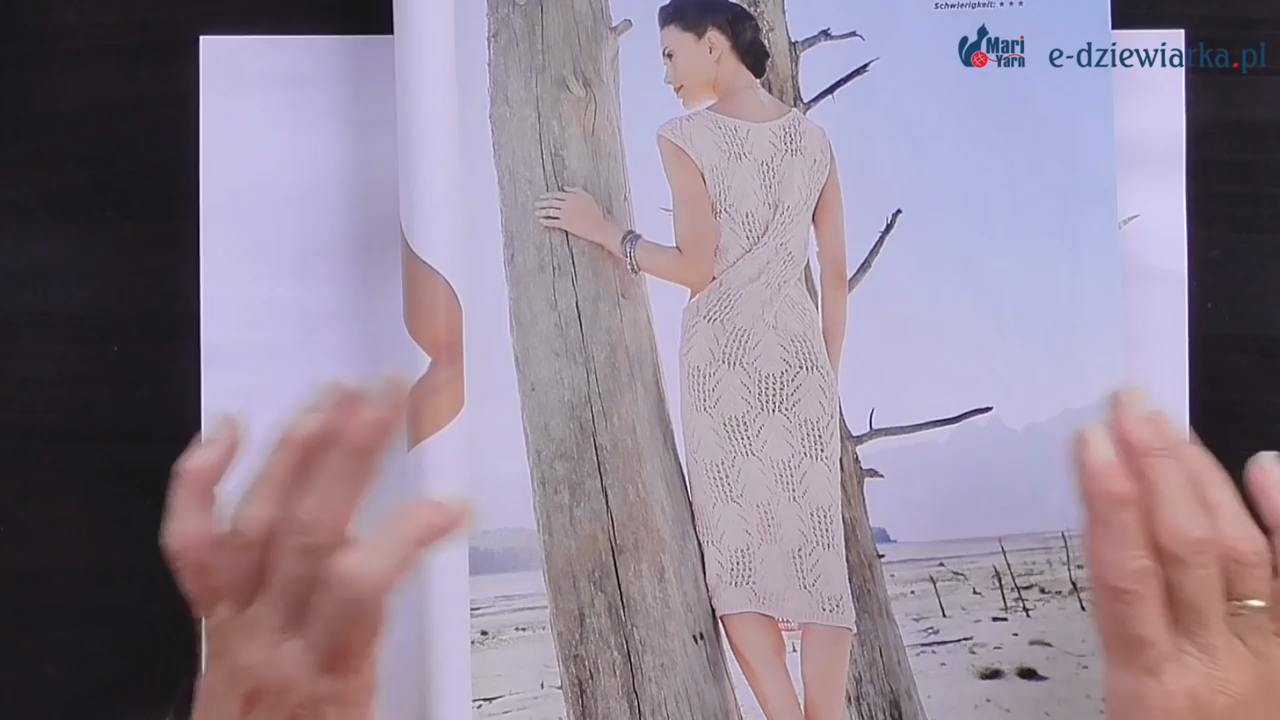 Schwierigkeit: ★ ★ ★
Mari
Yarn
e-dziewiarka.pl